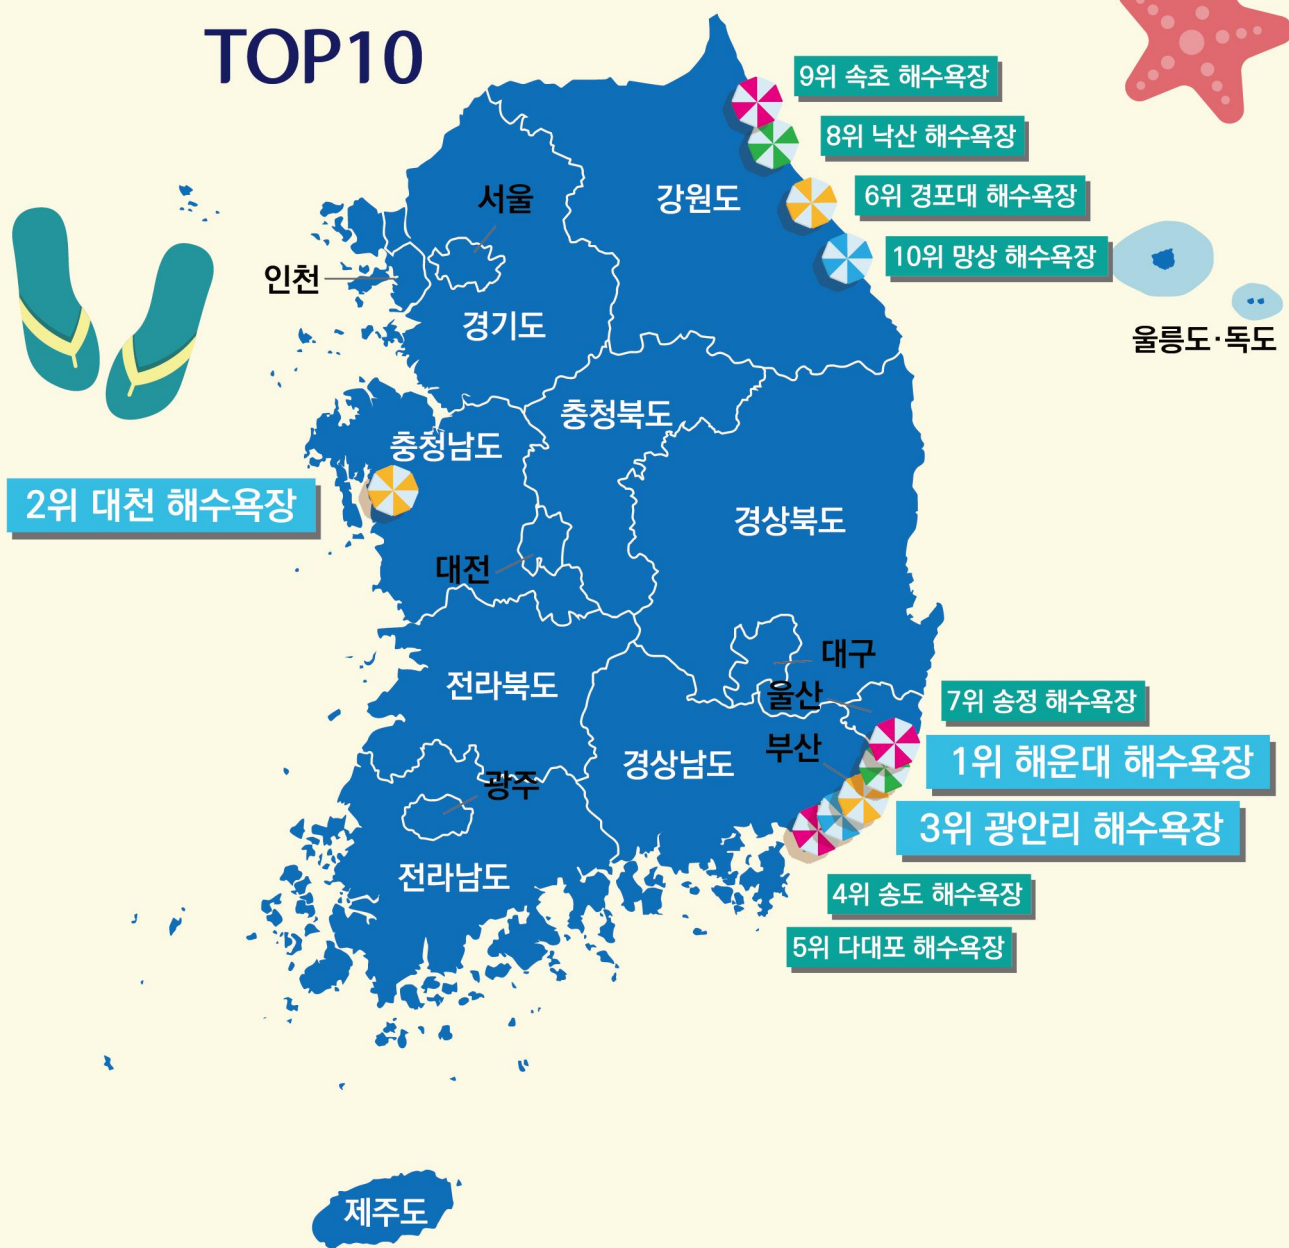 TOP10
9위 속초 해수욕장
8위 낙산 해수욕장
6위 경포대 해수욕장
10위 망상 해수욕장
서울
강원도
인천
경기도
울릉도·독도
충청북도
충청남도
2위 대천 해수욕장
경상북도
대전
대구
전라북도
울산
7위 송정 해수욕장
부산
1위 해운대 해수욕장
경상남도
광주
3위 광안리 해수욕장
전라남도
4위 송도 해수욕장
5위 다대포 해수욕장
제주도